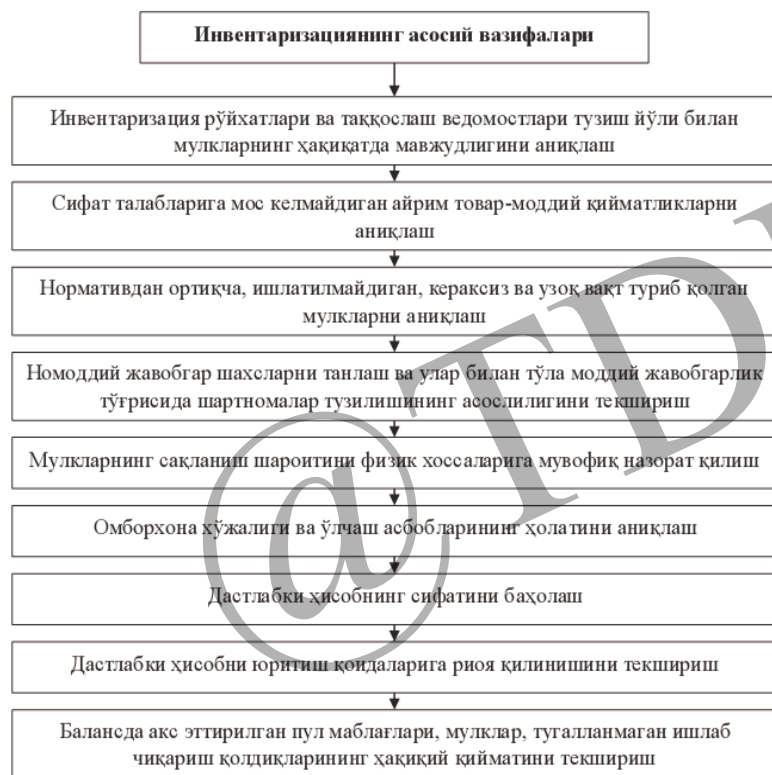 Инвентаризациянинг асосий вазифалари
Инвентаризация рўйхатлари ва таққослаш ведомостлари тузиш йўли билан
мулкларнинг ҳақиқатда мавжудлигини аниқлаш
Сифат талабларига мос келмайдиган айрим товар-моддий қийматликларни
аниқлаш
Нормативдан ортиқча, ишлатилмайдиган, кераксиз ва узоқ вақт туриб қолган
мулкларни аниқлаш
Номоддий жавобгар шахсларни танлаш ва улар билан тўла моддий жавобгарлик
тўғрисида шартномалар тузилишининг асослилигини текшириш
Мулкларнинг сақланиш шароитини физик хоссаларига мувофиқ назорат қилиш
Омборхона хўжалиги ва ўлчаш асбобларининг ҳолатини аниқлаш
Дастлабки ҳисобнинг сифатини баҳолаш
Дастлабки ҳисобни юритиш қоидаларига риоя қилинишини текшириш
Балансда акс эттирилган пул маблағлари, мулклар, тугалланмаган ишлаб
чиқариш қолдиқларининг ҳақиқий қийматини текшириш
@TD